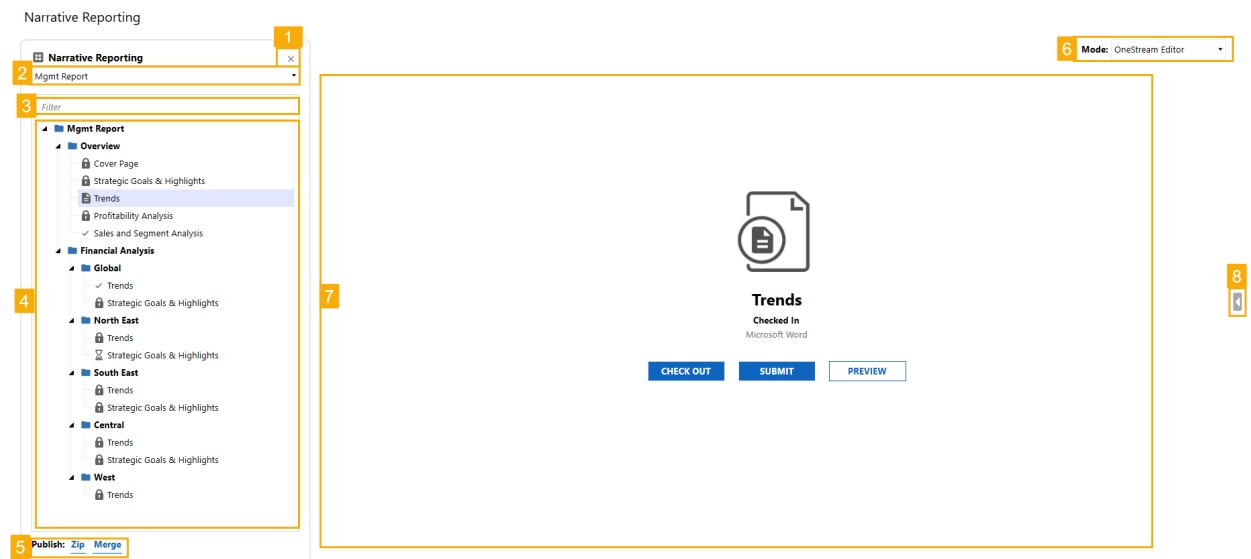 Narrative Reporting
1
Narrative Reporting
2
Mgmt Report
3
Filter
4
Mgmt Report
Overview
Cover Page
Strategic Goals & Highlights
Trends
Profitability Analysis
Sales and Segment Analysis
Financial Analysis
Global
Trends
Strategic Goals & Highlights
North East
Trends
Strategic Goals & Highlights
South East
Trends
Strategic Goals & Highlights
Central
Trends
Strategic Goals & Highlights
West
Trends
5
Publish: Zip Merge
6
Mode: OneStream Editor
7
Trends
Checked In
Microsoft Word
CHECK OUT SUBMIT PREVIEW
8